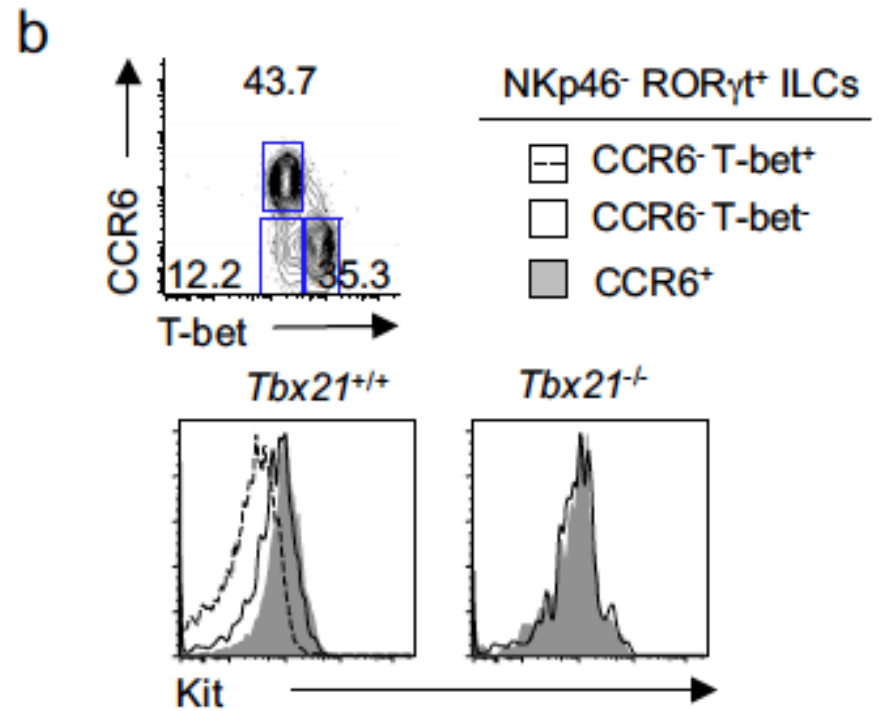 b
43.7
CCR6
12.2
35.3
T-bet
NKp46⁻ RORγt⁺ ILCs
CCR6⁻ T-bet⁺
CCR6⁻ T-bet⁻
CCR6⁺
Tbx21⁺/⁺
Tbx21⁻/⁻
Kit